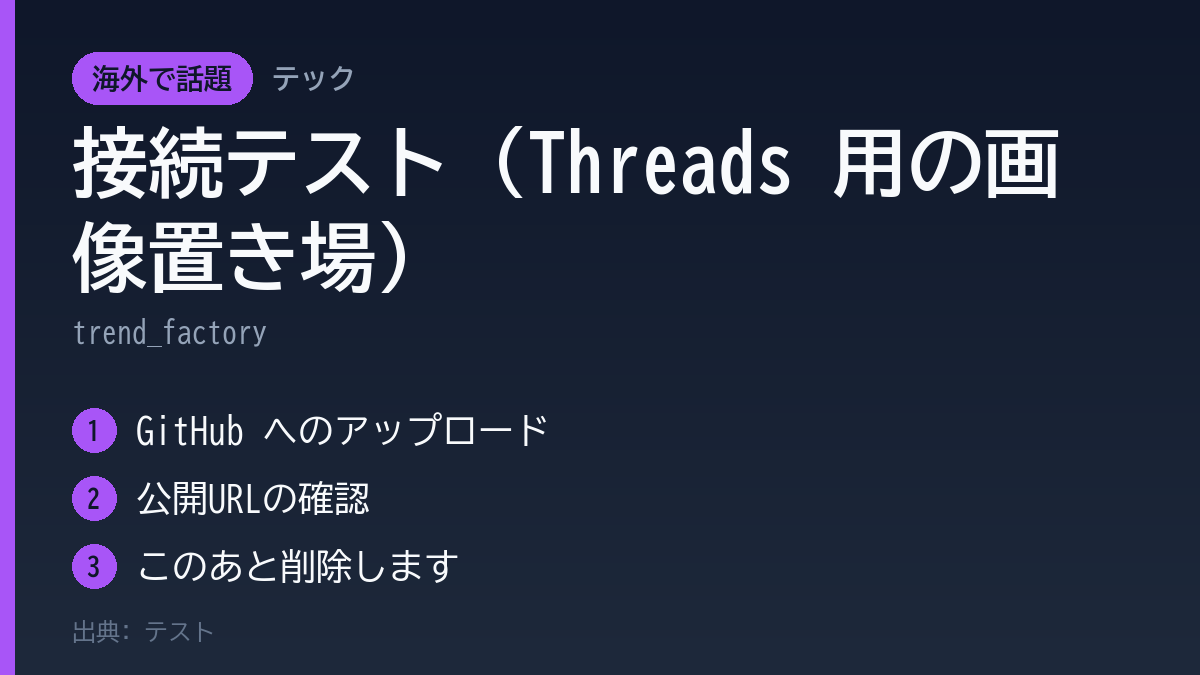 海外で話題 テック
接続テスト（Threads 用の画
像置き場）
trend_factory
1 GitHub へのアップロード
2 公開URLの確認
3 このあと削除します
出典: テスト